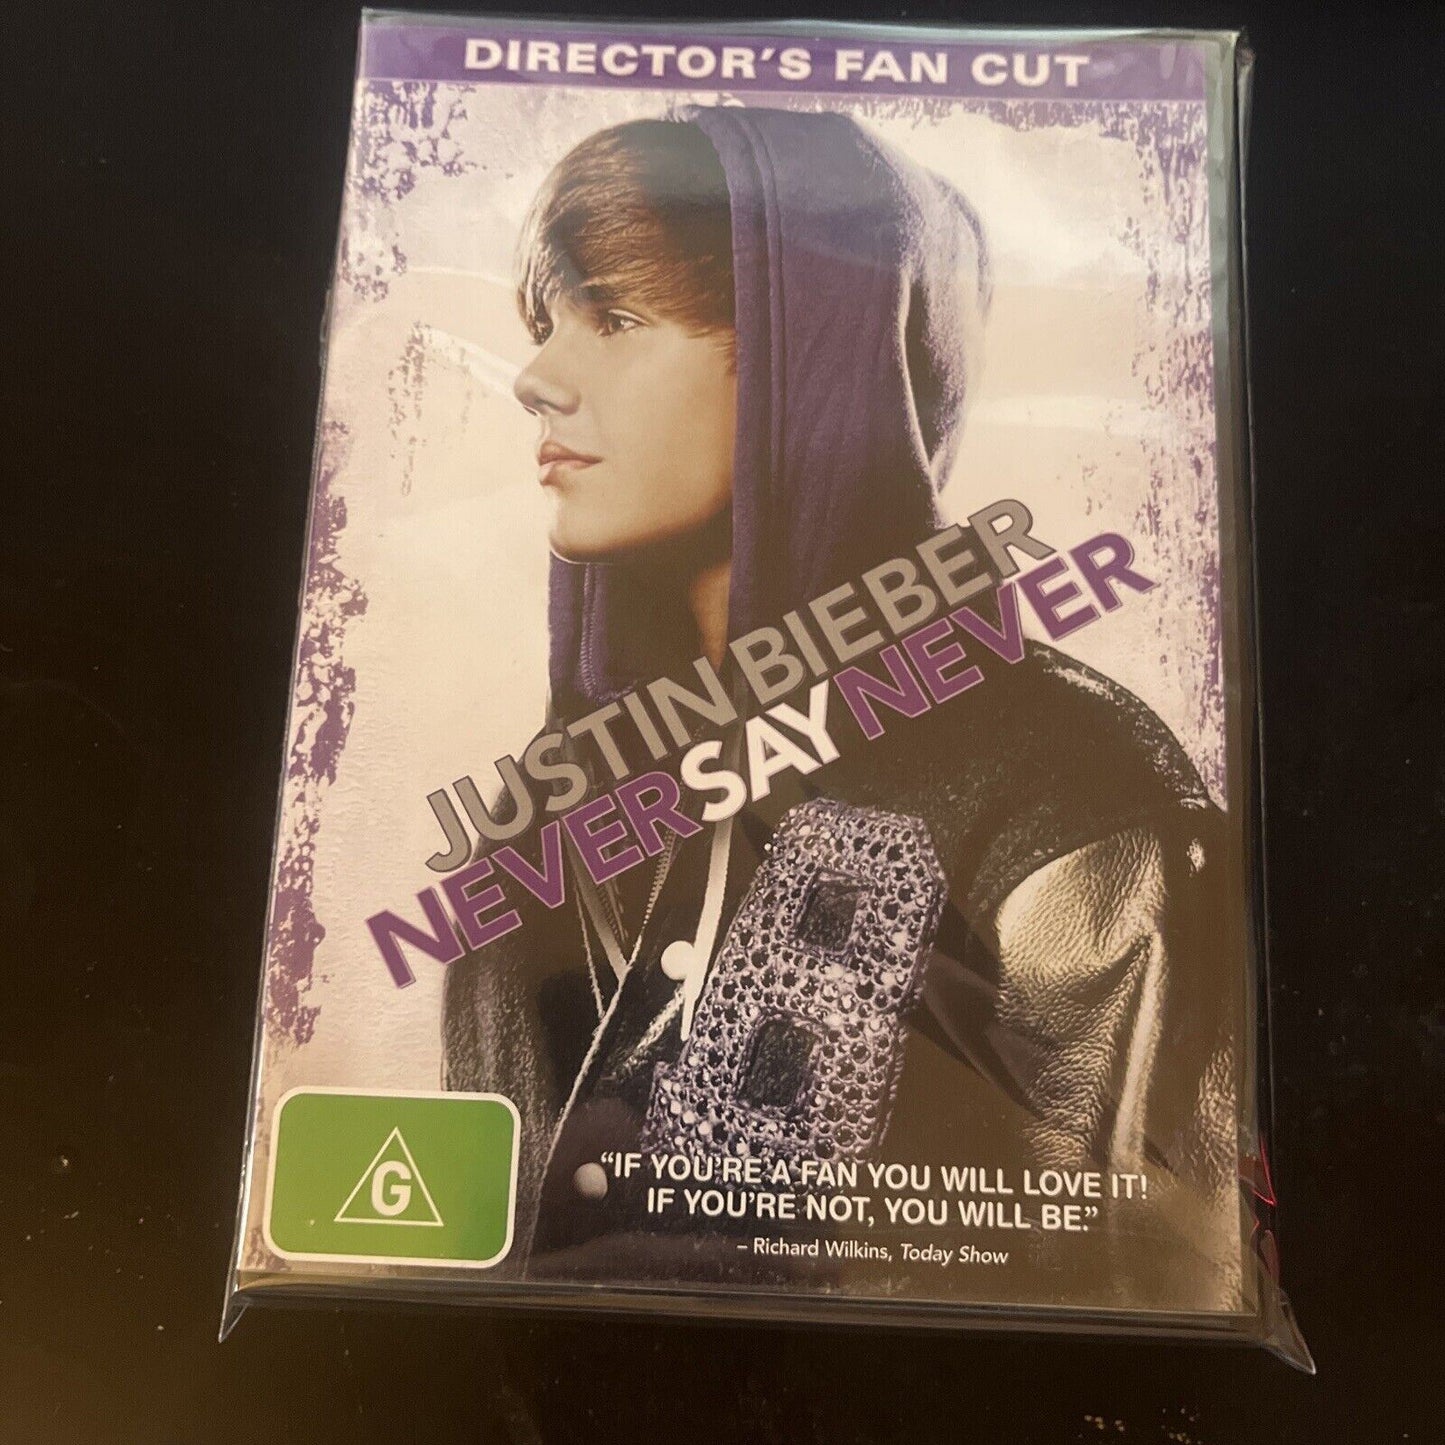 DIRECTOR'S FAN CUT
JUSTIN BIEBER
NEVER SAY NEVER
B
G
“IF YOU'RE A FAN YOU WILL LOVE IT!
IF YOU'RE NOT, YOU WILL BE.”
– Richard Wilkins, Today Show